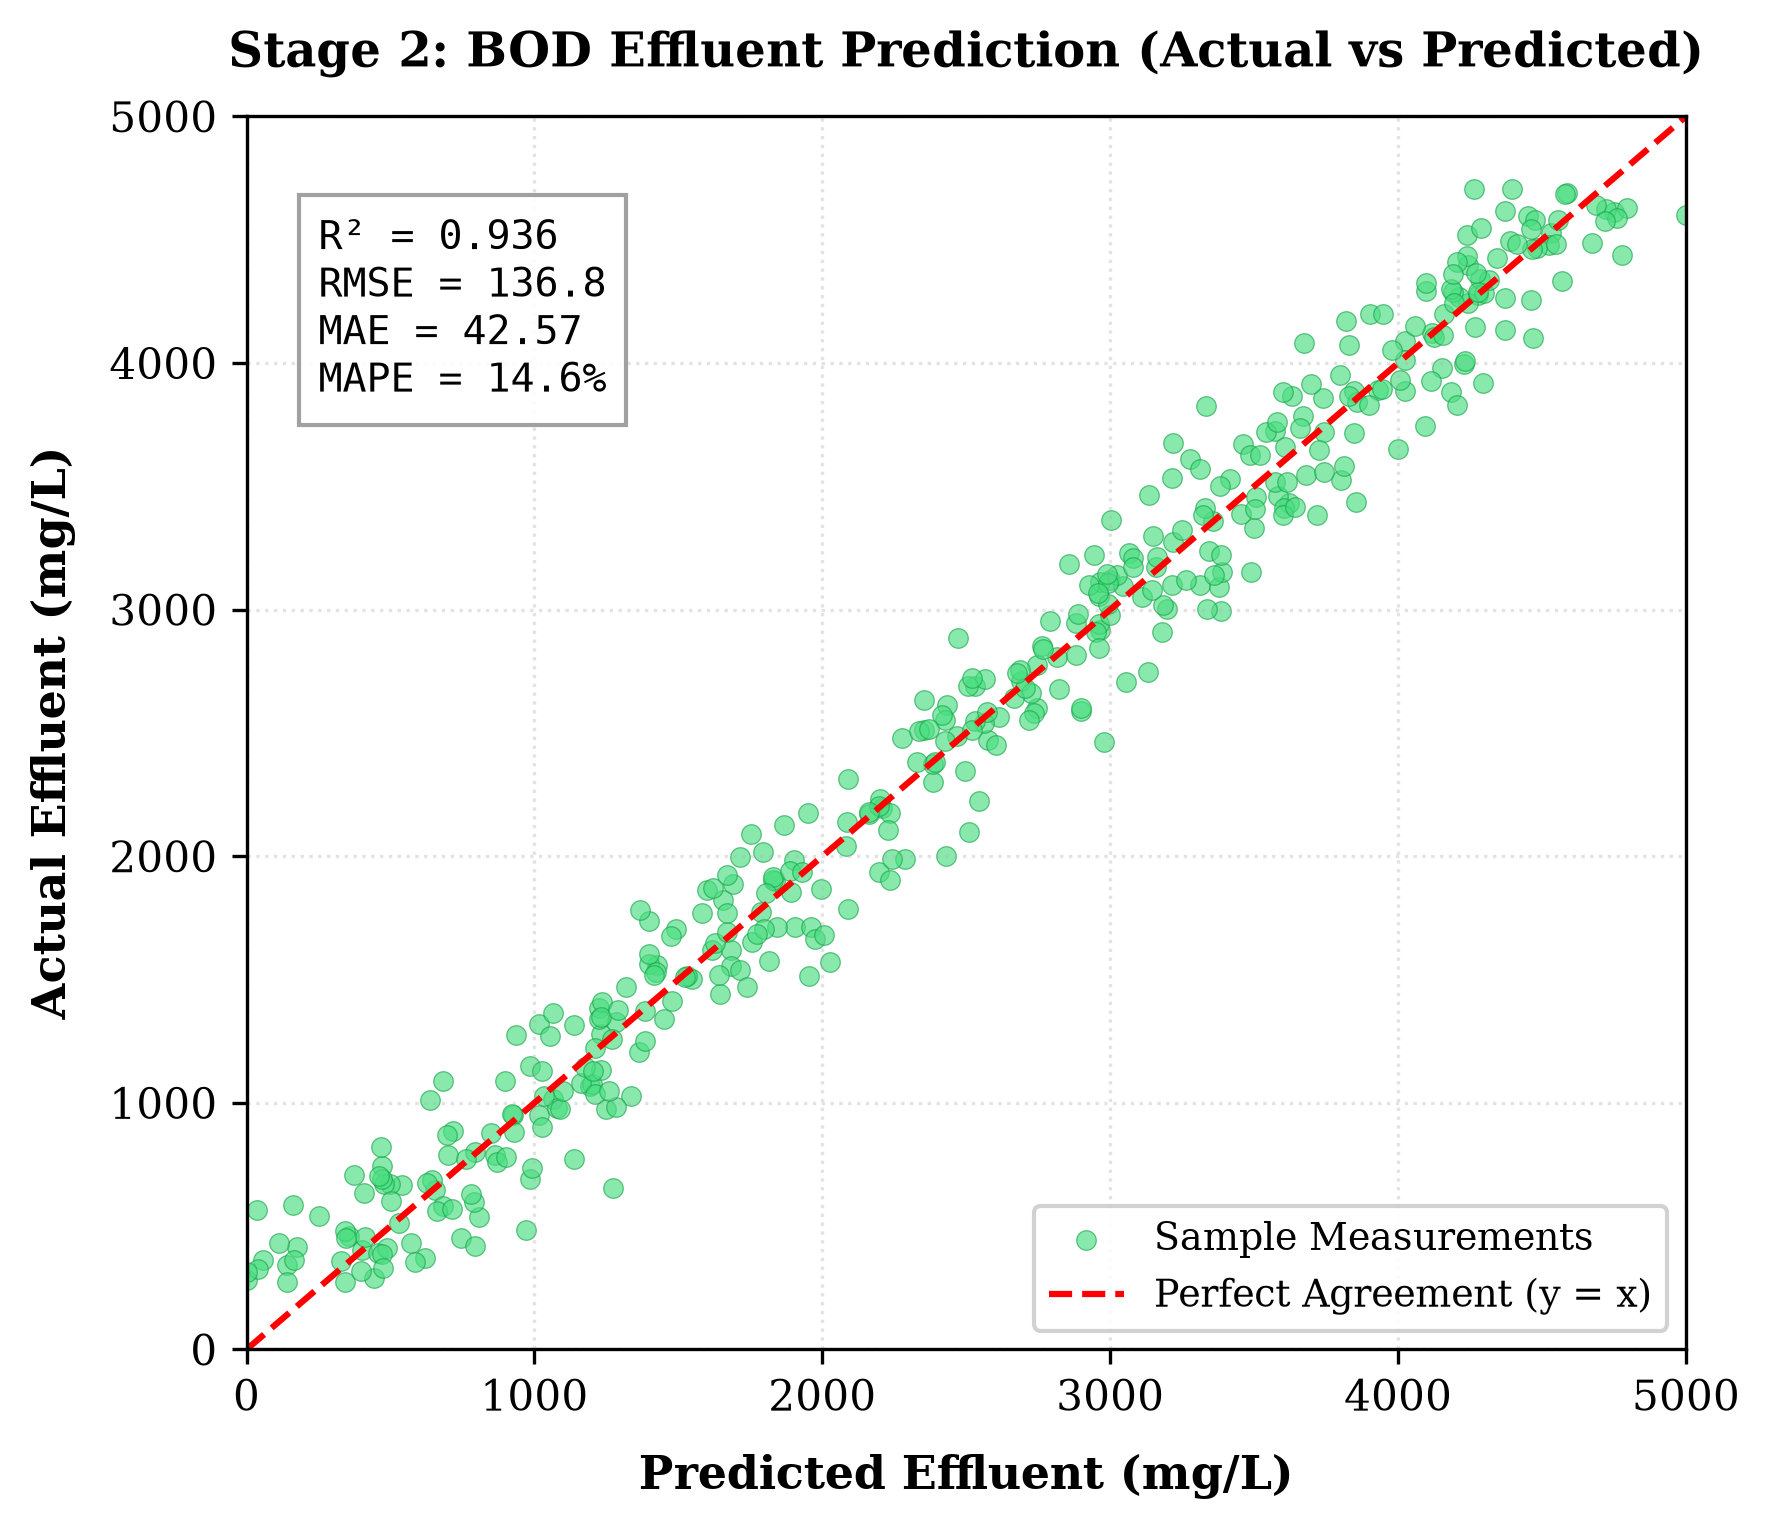 Stage 2: BOD Effluent Prediction (Actual vs Predicted)
5000
4000
3000
2000
1000
0
Actual Effluent (mg/L)
R² = 0.936
RMSE = 136.8
MAE = 42.57
MAPE = 14.6%
Sample Measurements
Perfect Agreement (y = x)
0 1000 2000 3000 4000 5000
Predicted Effluent (mg/L)